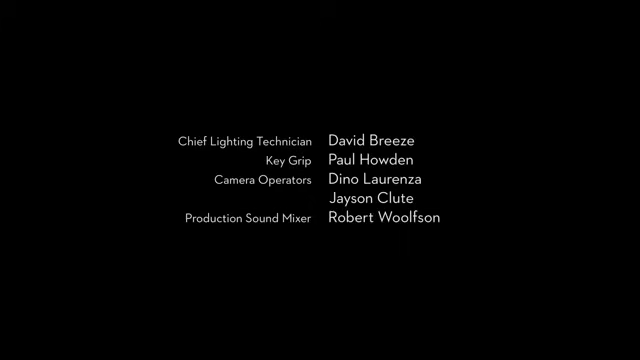 Chief Lighting Technician David Breeze
Key Grip Paul Howden
Camera Operators Dino Laurenza
Jayson Clute
Production Sound Mixer Robert Woolfson